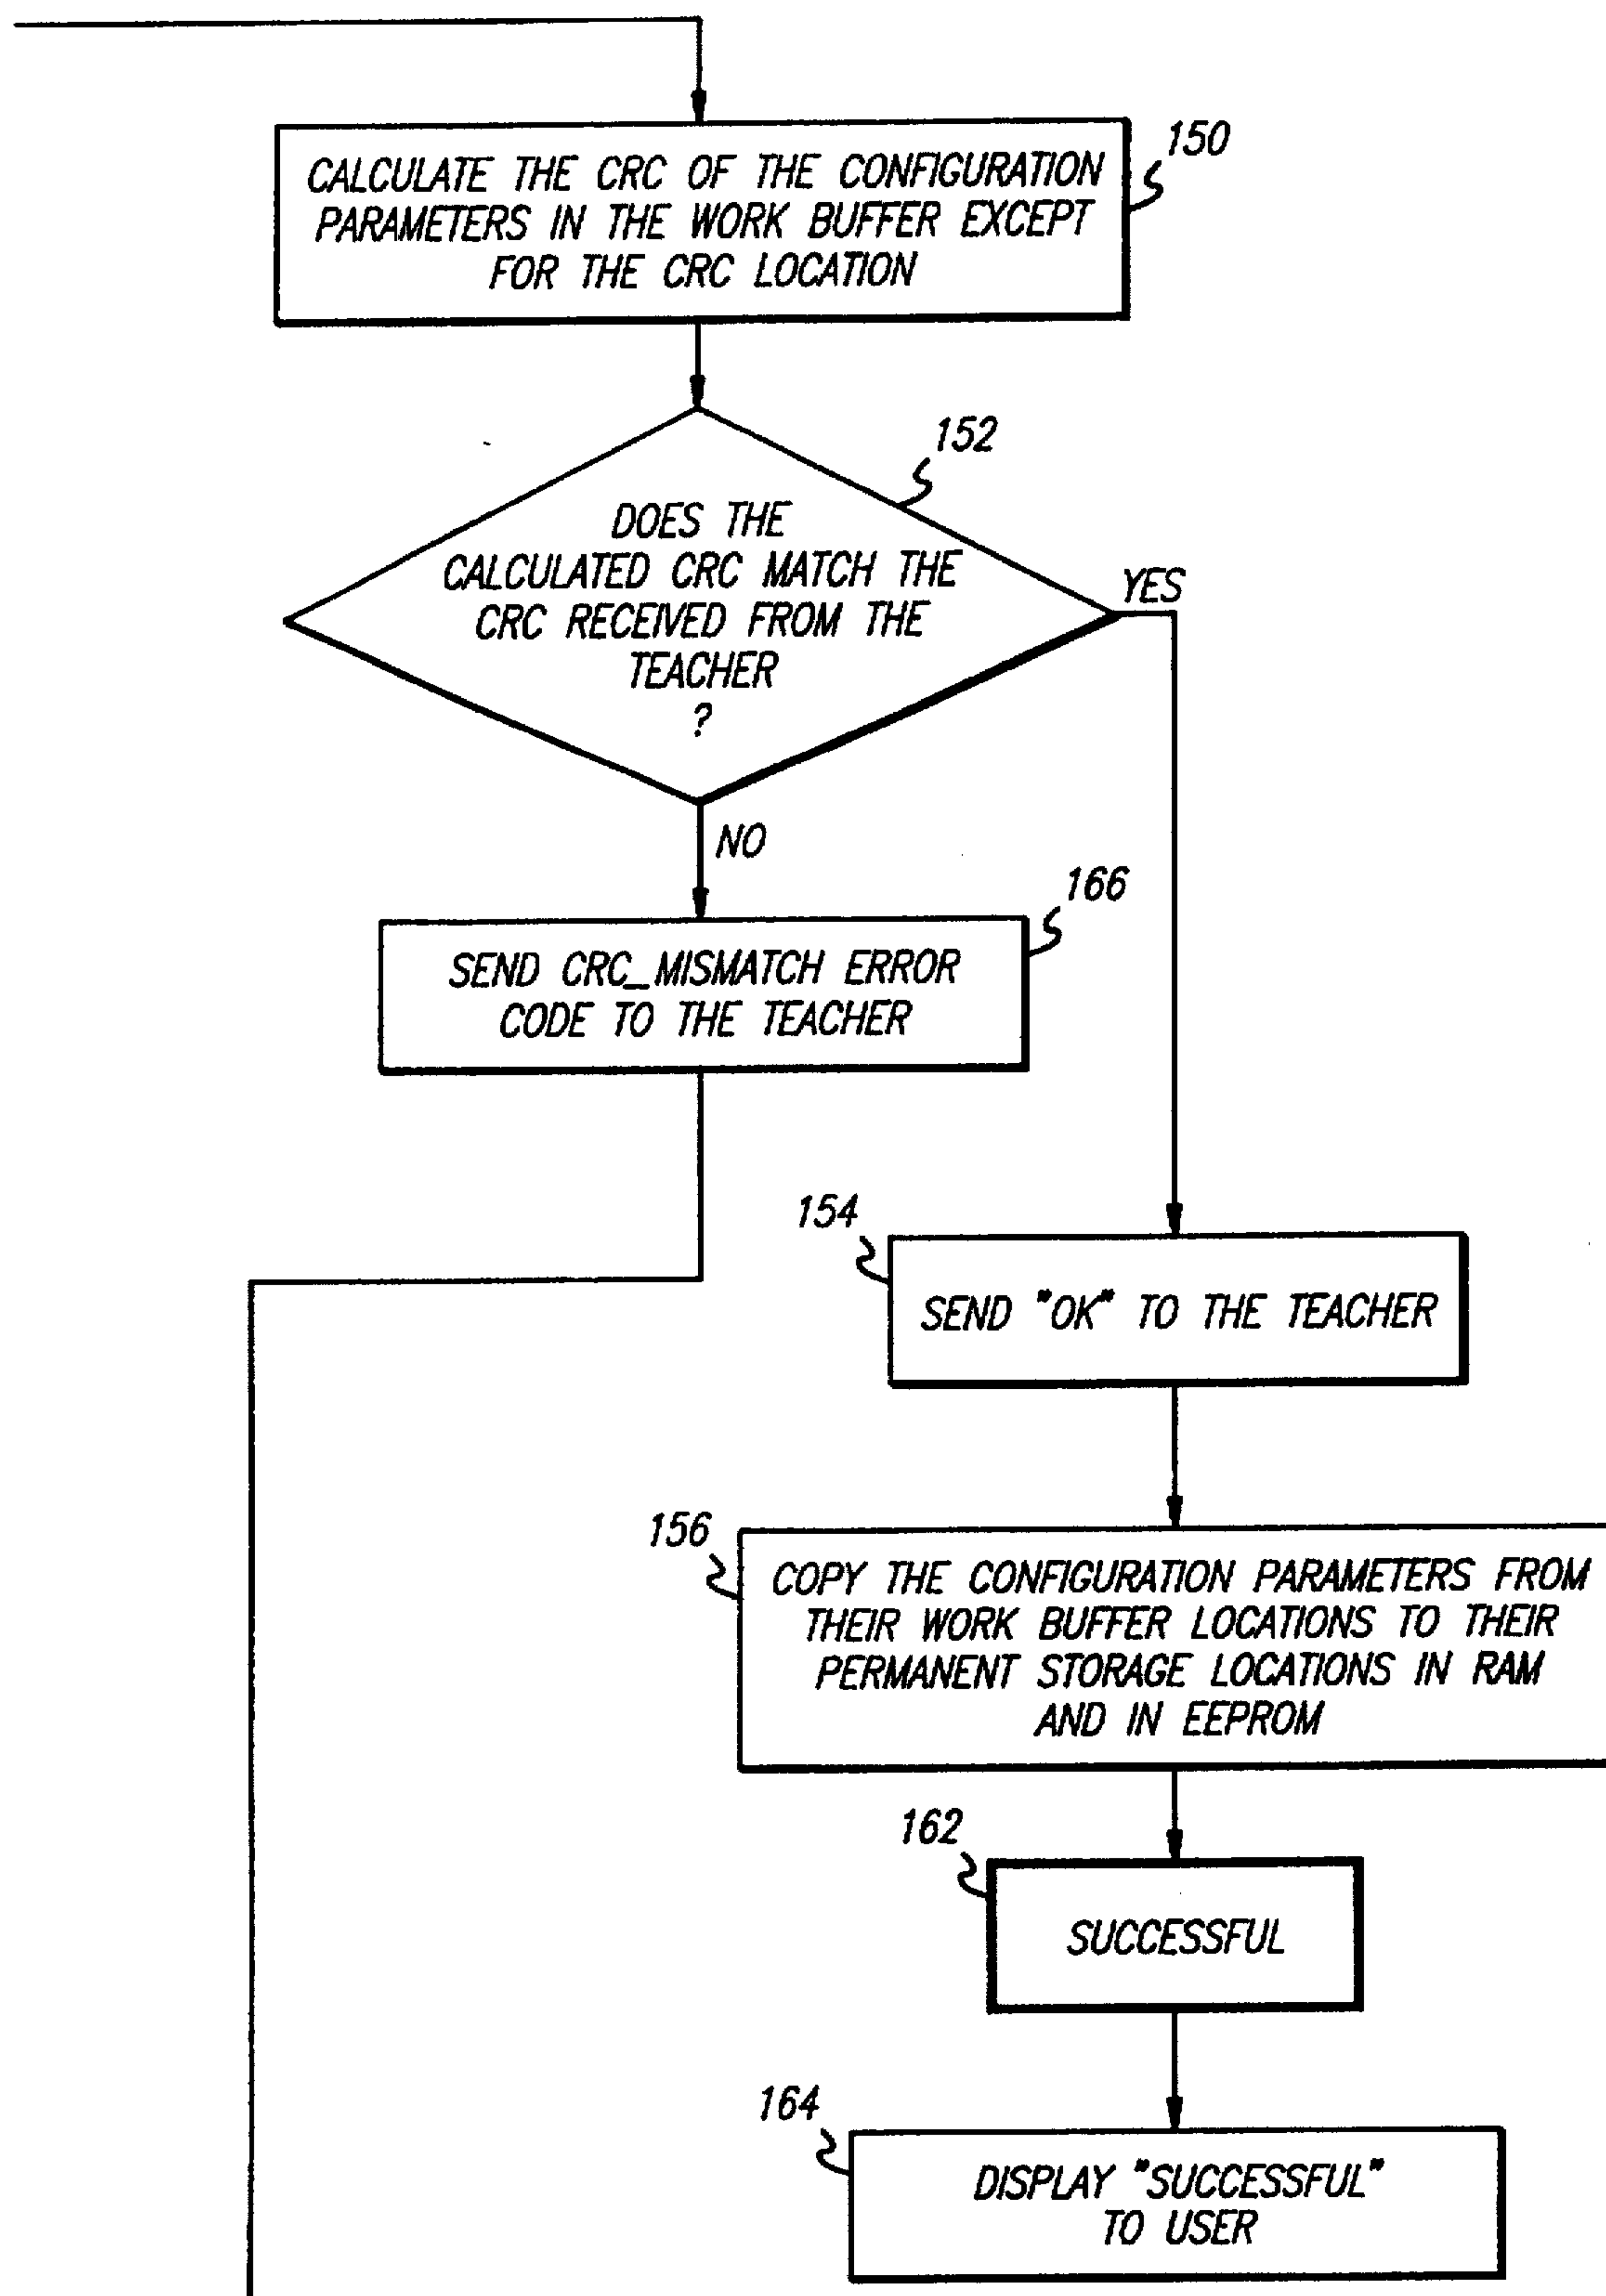 150
CALCULATE THE CRC OF THE CONFIGURATION
PARAMETERS IN THE WORK BUFFER EXCEPT
FOR THE CRC LOCATION
152
DOES THE
CALCULATED CRC MATCH THE
CRC RECEIVED FROM THE
TEACHER
?
YES
NO
166
SEND CRC_MISMATCH ERROR
CODE TO THE TEACHER
154
SEND "OK" TO THE TEACHER
156
COPY THE CONFIGURATION PARAMETERS FROM
THEIR WORK BUFFER LOCATIONS TO THEIR
PERMANENT STORAGE LOCATIONS IN RAM
AND IN EEPROM
162
SUCCESSFUL
164
DISPLAY "SUCCESSFUL"
TO USER